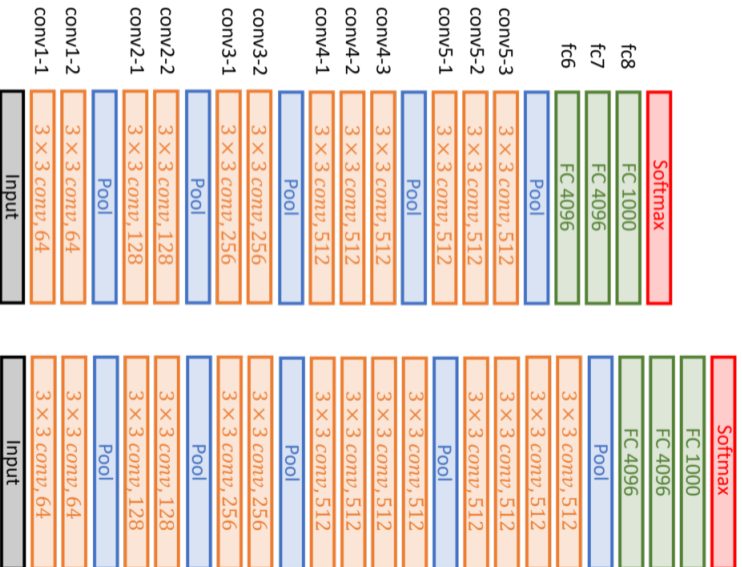 Softmax
fc8 FC 1000
fc7 FC 4096
fc6 FC 4096
Pool
conv5-3 3 × 3 conv, 512
conv5-2 3 × 3 conv, 512
conv5-1 3 × 3 conv, 512
Pool
conv4-3 3 × 3 conv, 512
conv4-2 3 × 3 conv, 512
conv4-1 3 × 3 conv, 512
Pool
conv3-2 3 × 3 conv, 256
conv3-1 3 × 3 conv, 256
Pool
conv2-2 3 × 3 conv, 128
conv2-1 3 × 3 conv, 128
Pool
conv1-2 3 × 3 conv, 64
conv1-1 3 × 3 conv, 64
Input
Softmax
FC 1000
FC 4096
FC 4096
Pool
3 × 3 conv, 512
3 × 3 conv, 512
3 × 3 conv, 512
3 × 3 conv, 512
Pool
3 × 3 conv, 512
3 × 3 conv, 512
3 × 3 conv, 512
3 × 3 conv, 512
Pool
3 × 3 conv, 256
3 × 3 conv, 256
Pool
3 × 3 conv, 128
3 × 3 conv, 128
Pool
3 × 3 conv, 64
3 × 3 conv, 64
Input